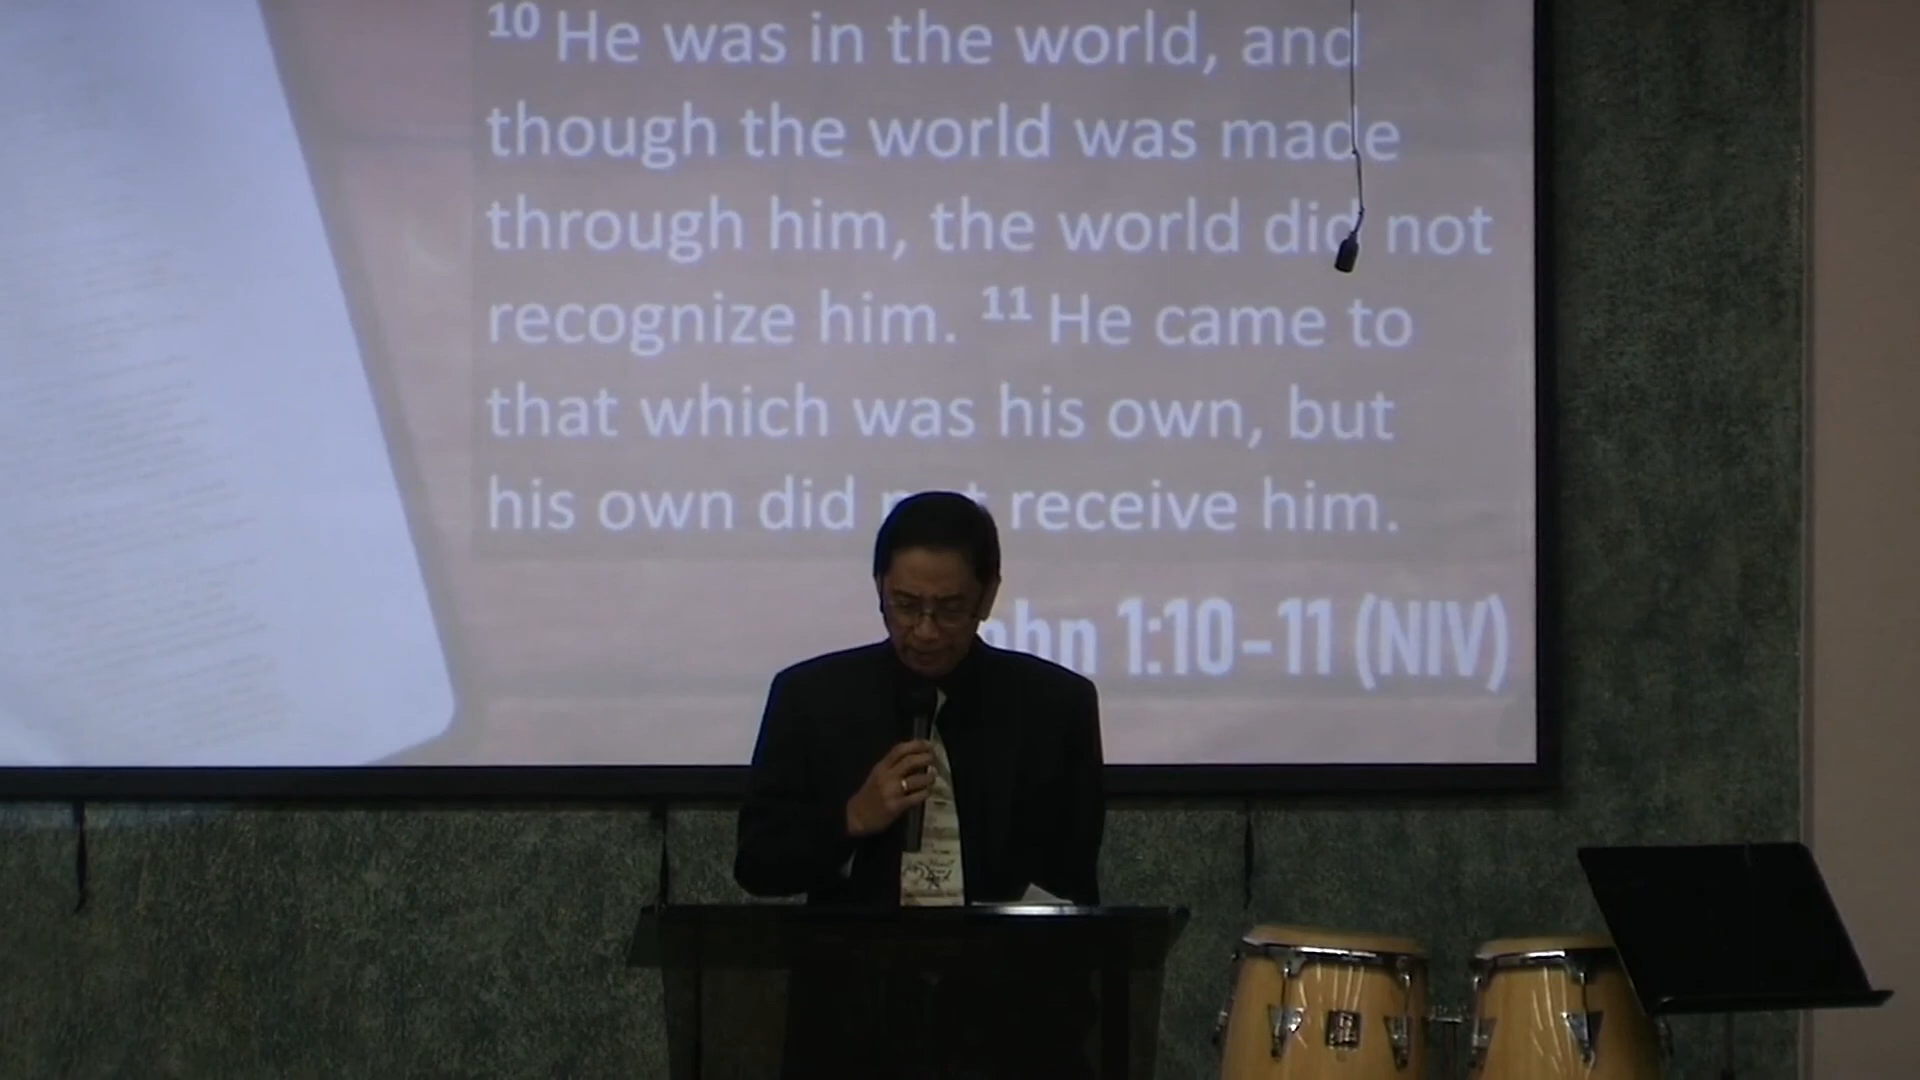 10 He was in the world, and
though the world was made
through him, the world did not
recognize him. 11 He came to
that which was his own, but
his own did not receive him.
John 1:10-11 (NIV)